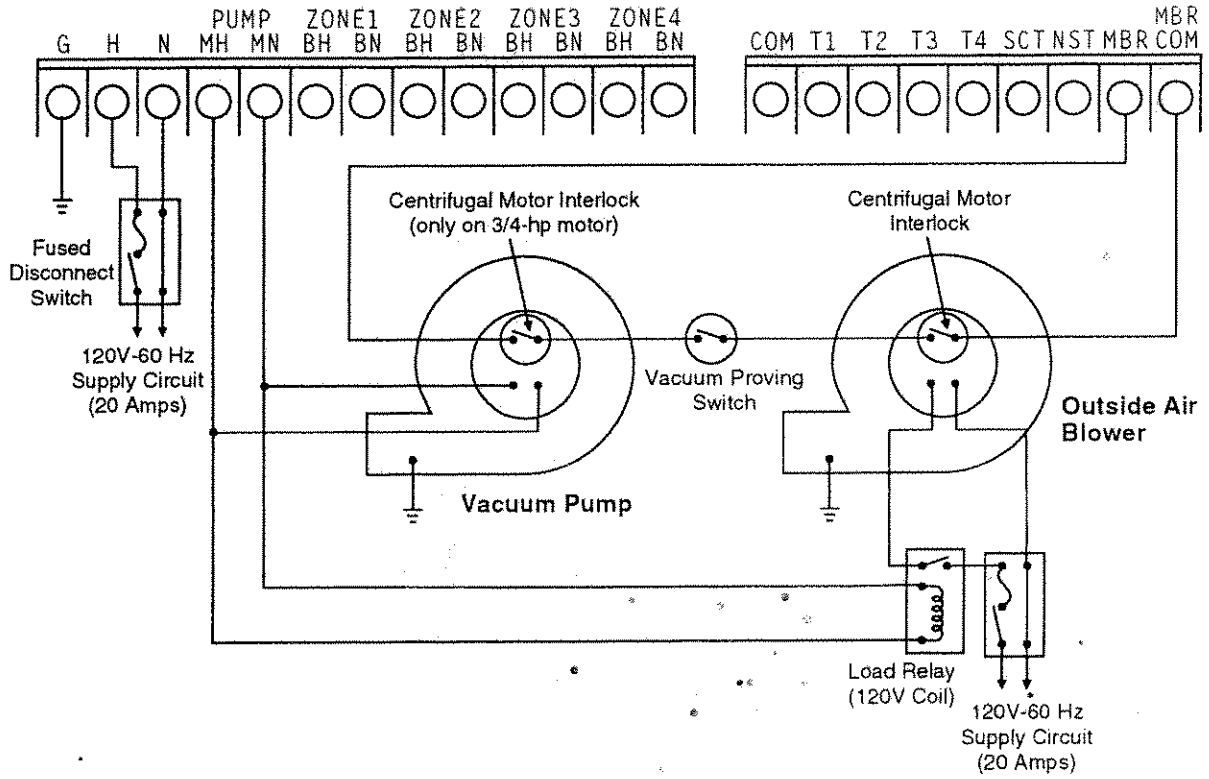 PUMP ZONE1 ZONE2 ZONE3 ZONE4 MBR
G H N MH MN BH BN BH BN BH BN BH BN COM T1 T2 T3 T4 SCT NST MBR COM
Centrifugal Motor Interlock
(only on 3/4-hp motor)
Centrifugal Motor
Interlock
Fused
Disconnect
Switch
120V-60 Hz
Supply Circuit
(20 Amps)
Vacuum Proving
Switch
Outside Air
Blower
Vacuum Pump
Load Relay
(120V Coil)
120V-60 Hz
Supply Circuit
(20 Amps)